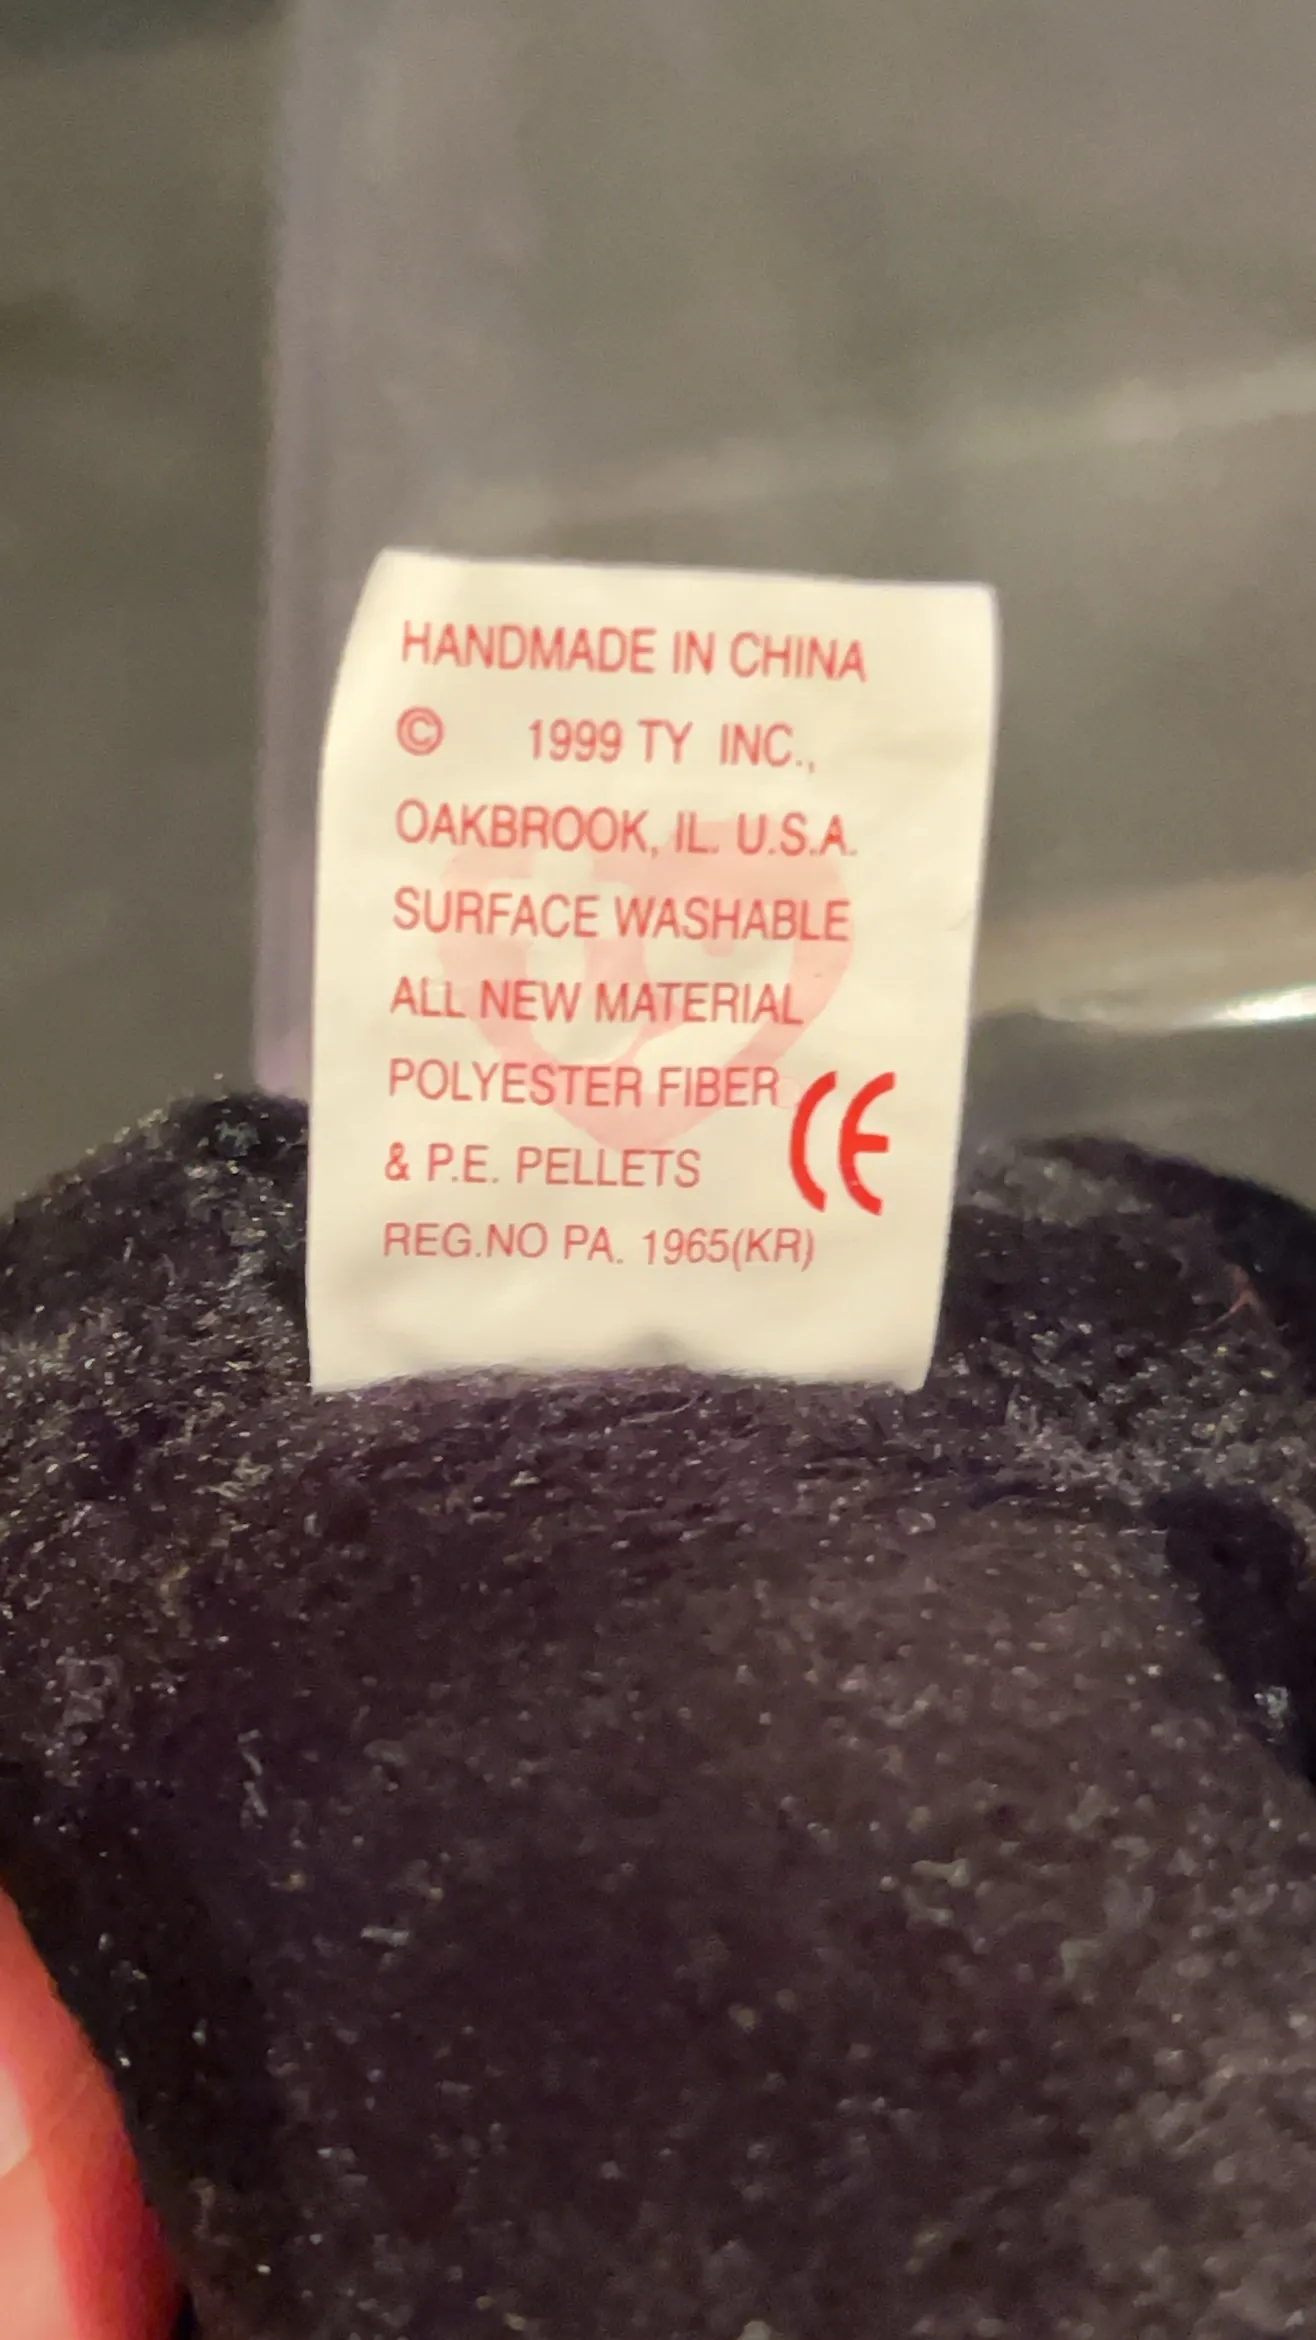 HANDMADE IN CHINA
© 1999 TY INC.,
OAKBROOK, IL. U.S.A.
SURFACE WASHABLE
ALL NEW MATERIAL
POLYESTER FIBER
& P.E. PELLETS CE
REG.NO PA. 1965(KR)